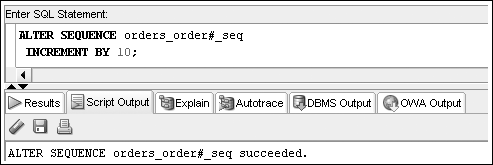 Enter SQL Statement:
ALTER SEQUENCE orders_order#_seq
INCREMENT BY 10;
Results Script Output Explain Autotrace DBMS Output OWA Output
ALTER SEQUENCE orders_order#_seq succeeded.